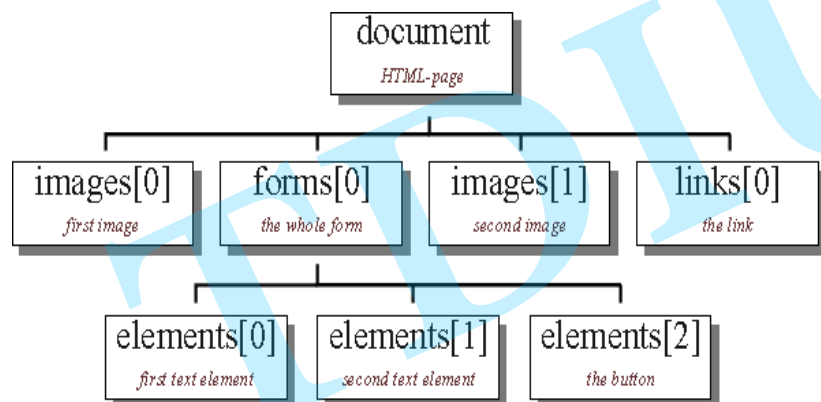 document
HTML-page
images[0]
first image
forms[0]
the whole form
images[1]
second image
links[0]
the link
elements[0]
first text element
elements[1]
second text element
elements[2]
the button
TDIU